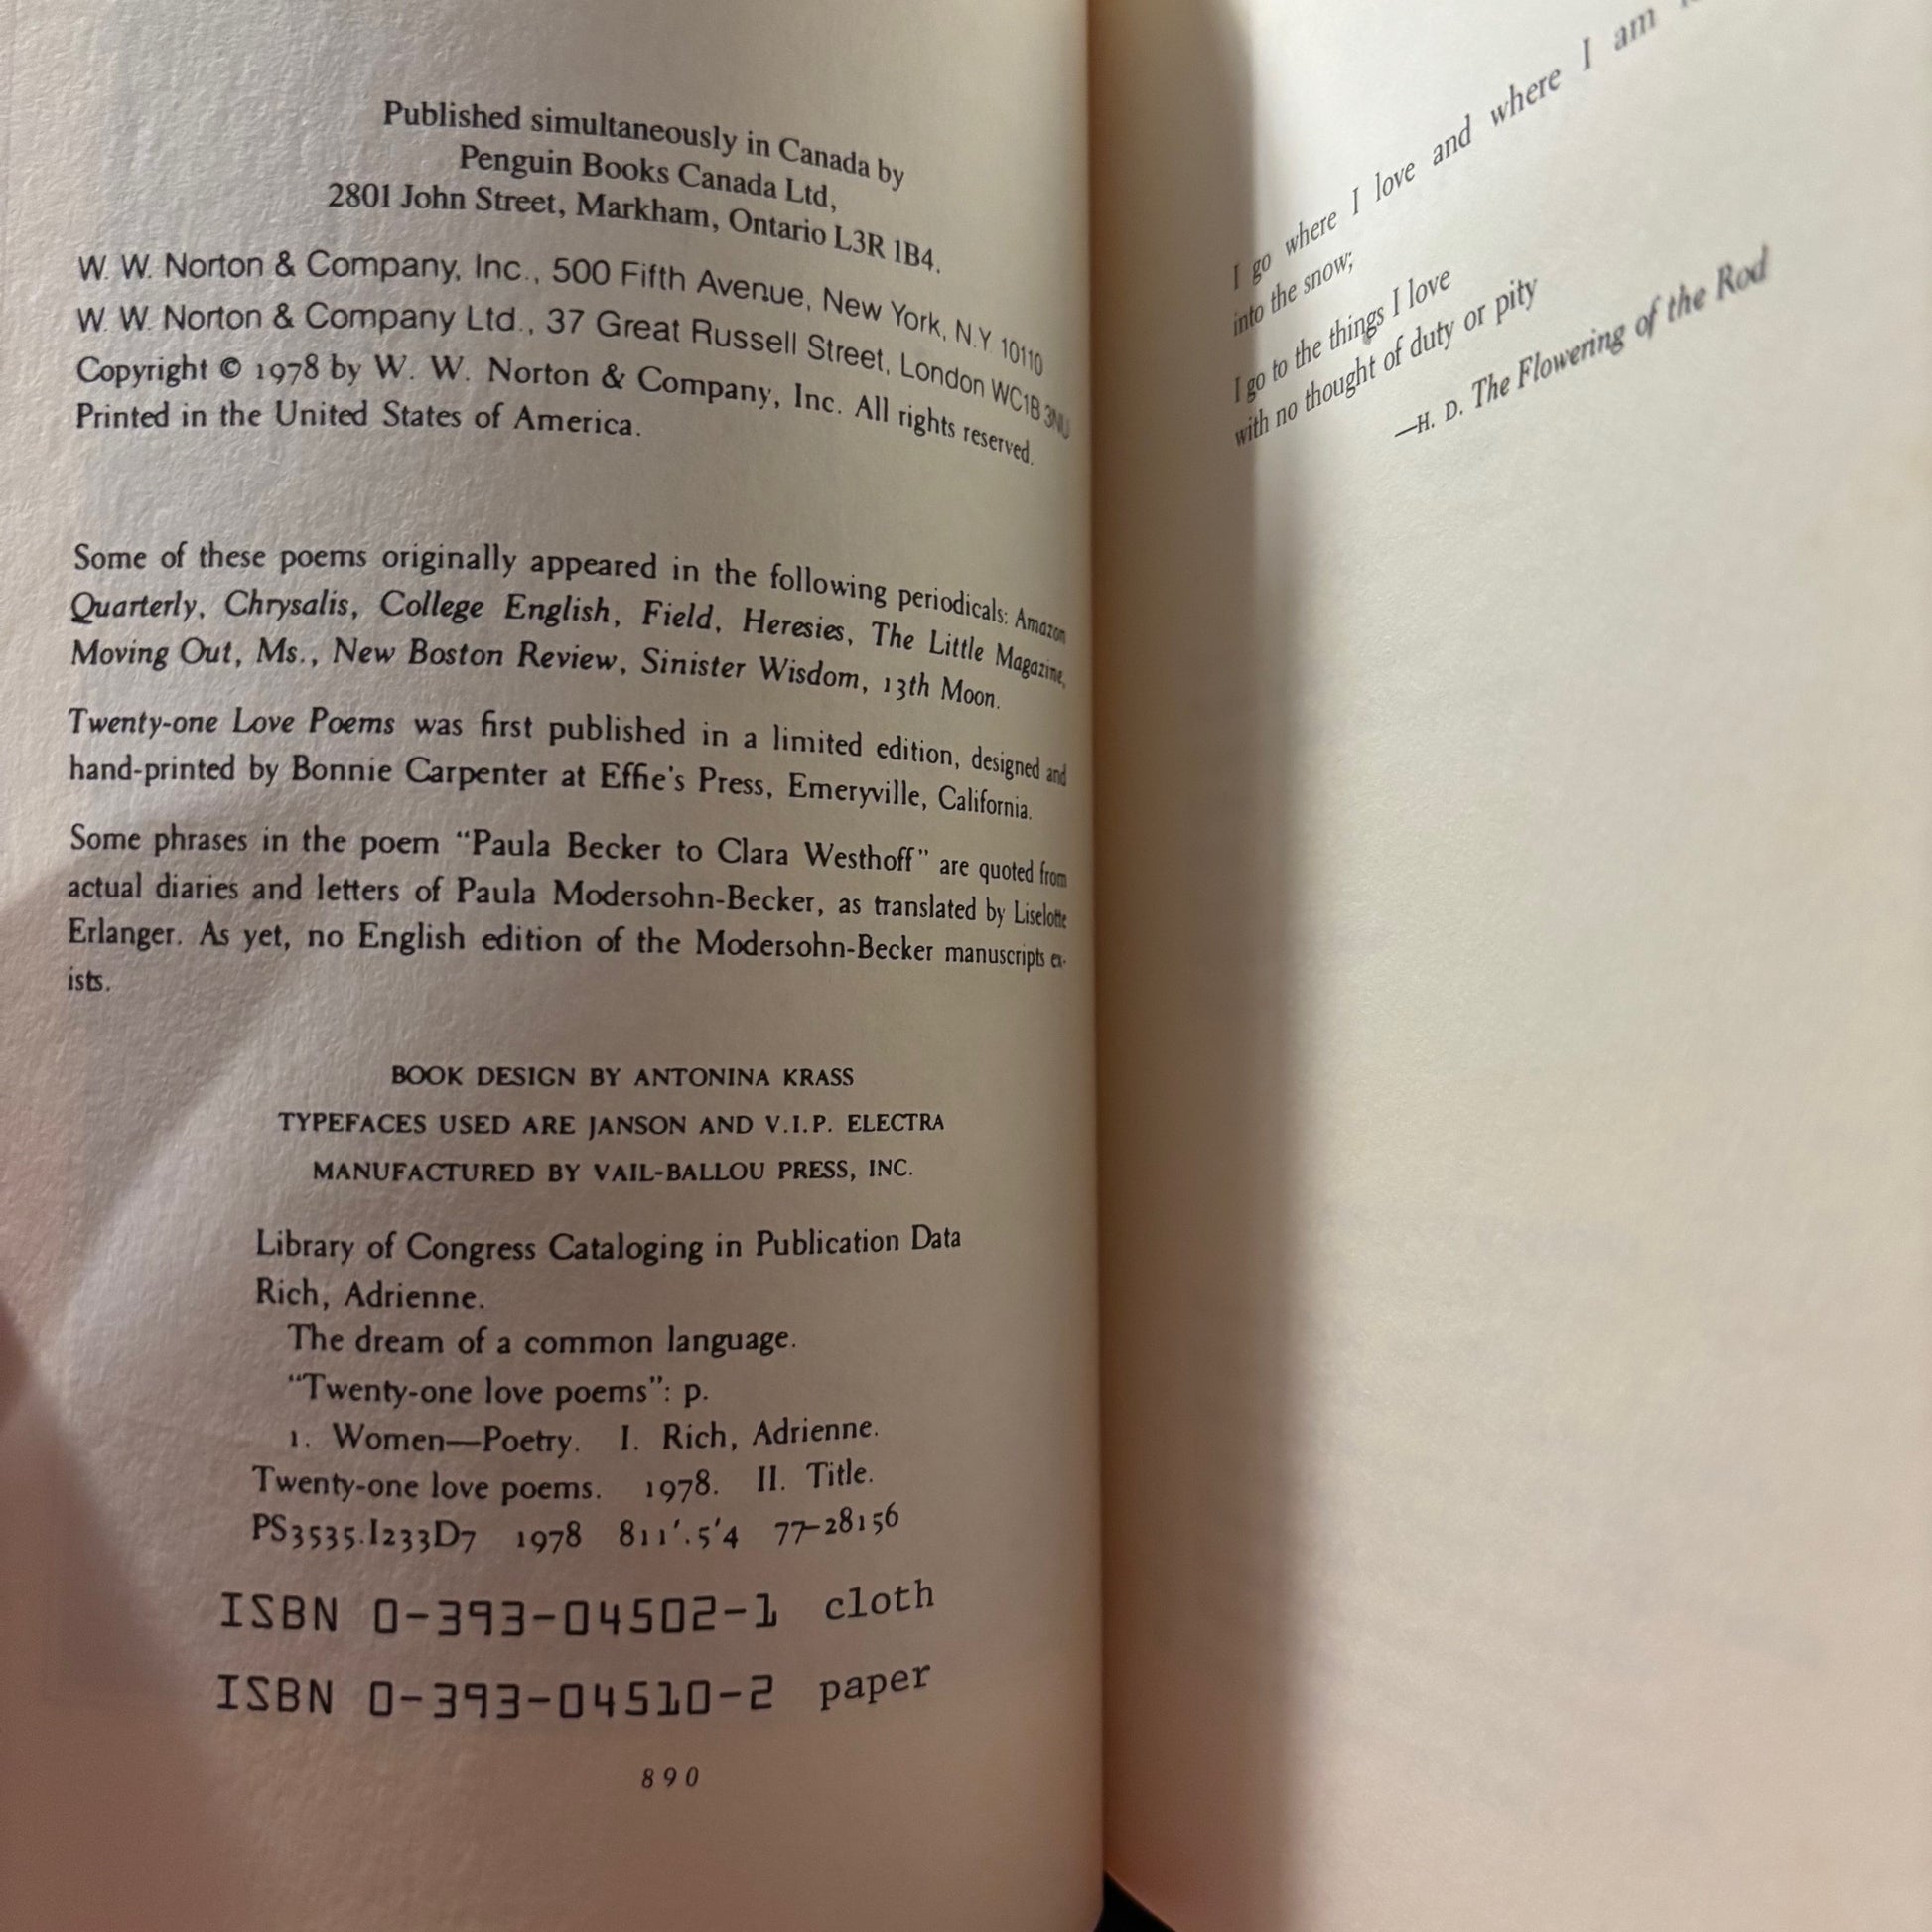 Published simultaneously in Canada by
Penguin Books Canada Ltd,
2801 John Street, Markham, Ontario L3R 1B4.
W. W. Norton & Company, Inc., 500 Fifth Avenue, New York, N.Y 10110
W. W. Norton & Company Ltd., 37 Great Russell Street, London WC1B 3NU
Copyright © 1978 by W. W. Norton & Company, Inc. All rights reserved.
Printed in the United States of America.
Some of these poems originally appeared in the following periodicals: Amazon
Quarterly, Chrysalis, College English, Field, Heresies, The Little Magazine,
Moving Out, Ms., New Boston Review, Sinister Wisdom, 13th Moon.
Twenty-one Love Poems was first published in a limited edition, designed and
hand-printed by Bonnie Carpenter at Effie's Press, Emeryville, California.
Some phrases in the poem “Paula Becker to Clara Westhoff” are quoted from
actual diaries and letters of Paula Modersohn-Becker, as translated by Liselotte
Erlanger. As yet, no English edition of the Modersohn-Becker manuscripts ex-
ists.
BOOK DESIGN BY ANTONINA KRASS
TYPEFACES USED ARE JANSON AND V.I.P. ELECTRA
MANUFACTURED BY VAIL-BALLOU PRESS, INC.
Library of Congress Cataloging in Publication Data
Rich, Adrienne.
The dream of a common language.
“Twenty-one love poems”: p.
1. Women—Poetry. I. Rich, Adrienne.
Twenty-one love poems. 1978. II. Title.
PS3535.I233D7 1978 811'.5'4 77-28156
ISBN 0-393-04502-1 cloth
ISBN 0-393-04510-2 paper
8 9 0
I go where I love and where I am
into the snow;
I go to the things I love
with no thought of duty or pity
—H. D. The Flowering of the Rod